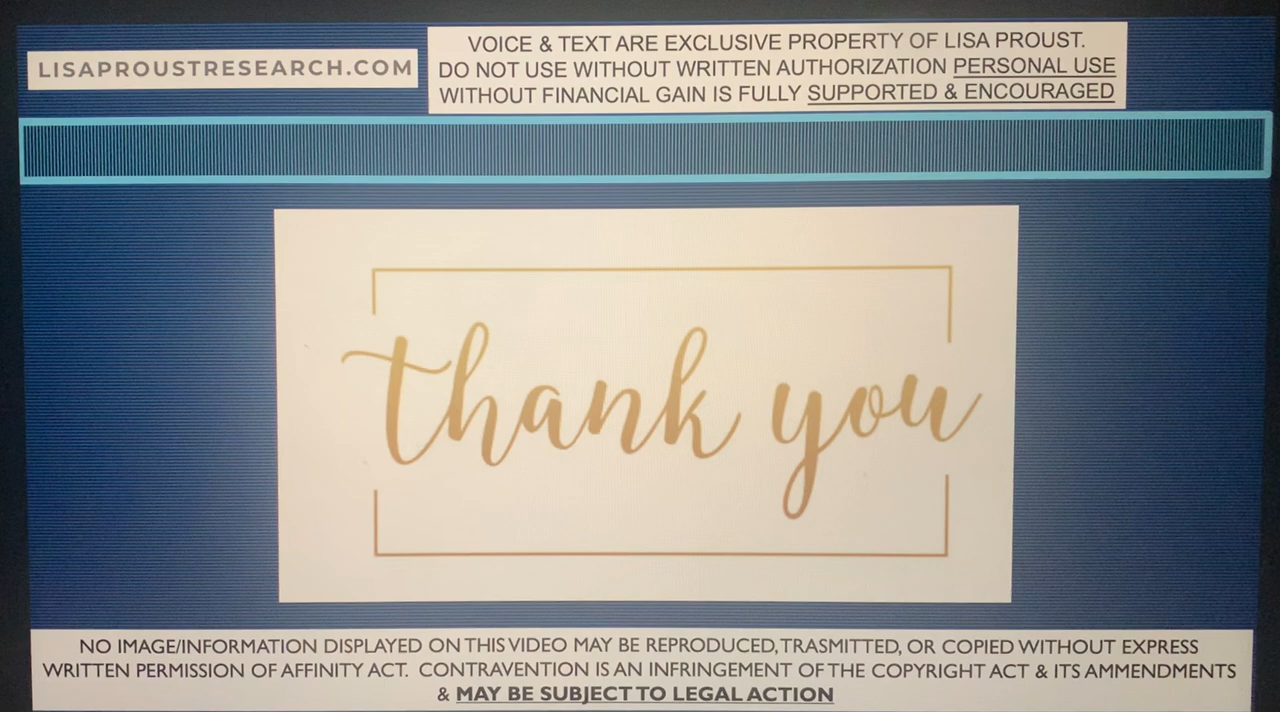 LISAPROUSTRESEARCH.COM
VOICE & TEXT ARE EXCLUSIVE PROPERTY OF LISA PROUST.
DO NOT USE WITHOUT WRITTEN AUTHORIZATION PERSONAL USE
WITHOUT FINANCIAL GAIN IS FULLY SUPPORTED & ENCOURAGED
thank you
NO IMAGE/INFORMATION DISPLAYED ON THIS VIDEO MAY BE REPRODUCED, TRASMITTED, OR COPIED WITHOUT EXPRESS
WRITTEN PERMISSION OF AFFINITY ACT. CONTRAVENTION IS AN INFRINGEMENT OF THE COPYRIGHT ACT & ITS AMMENDMENTS
& MAY BE SUBJECT TO LEGAL ACTION